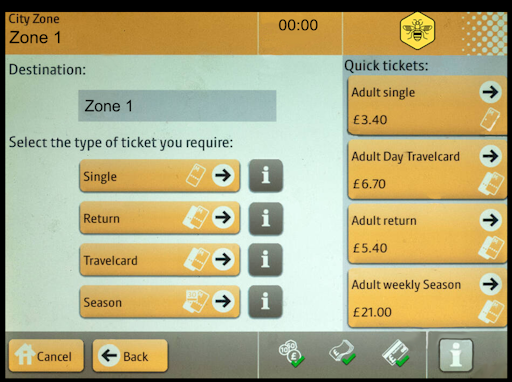 City Zone
Zone 1
00:00
Destination:
Zone 1
Select the type of ticket you require:
Single
i
Return
i
Travelcard
i
Season
i
Quick tickets:
Adult single
£3.40
Adult Day Travelcard
£6.70
Adult return
£5.40
Adult weekly Season
£21.00
Cancel
Back
i